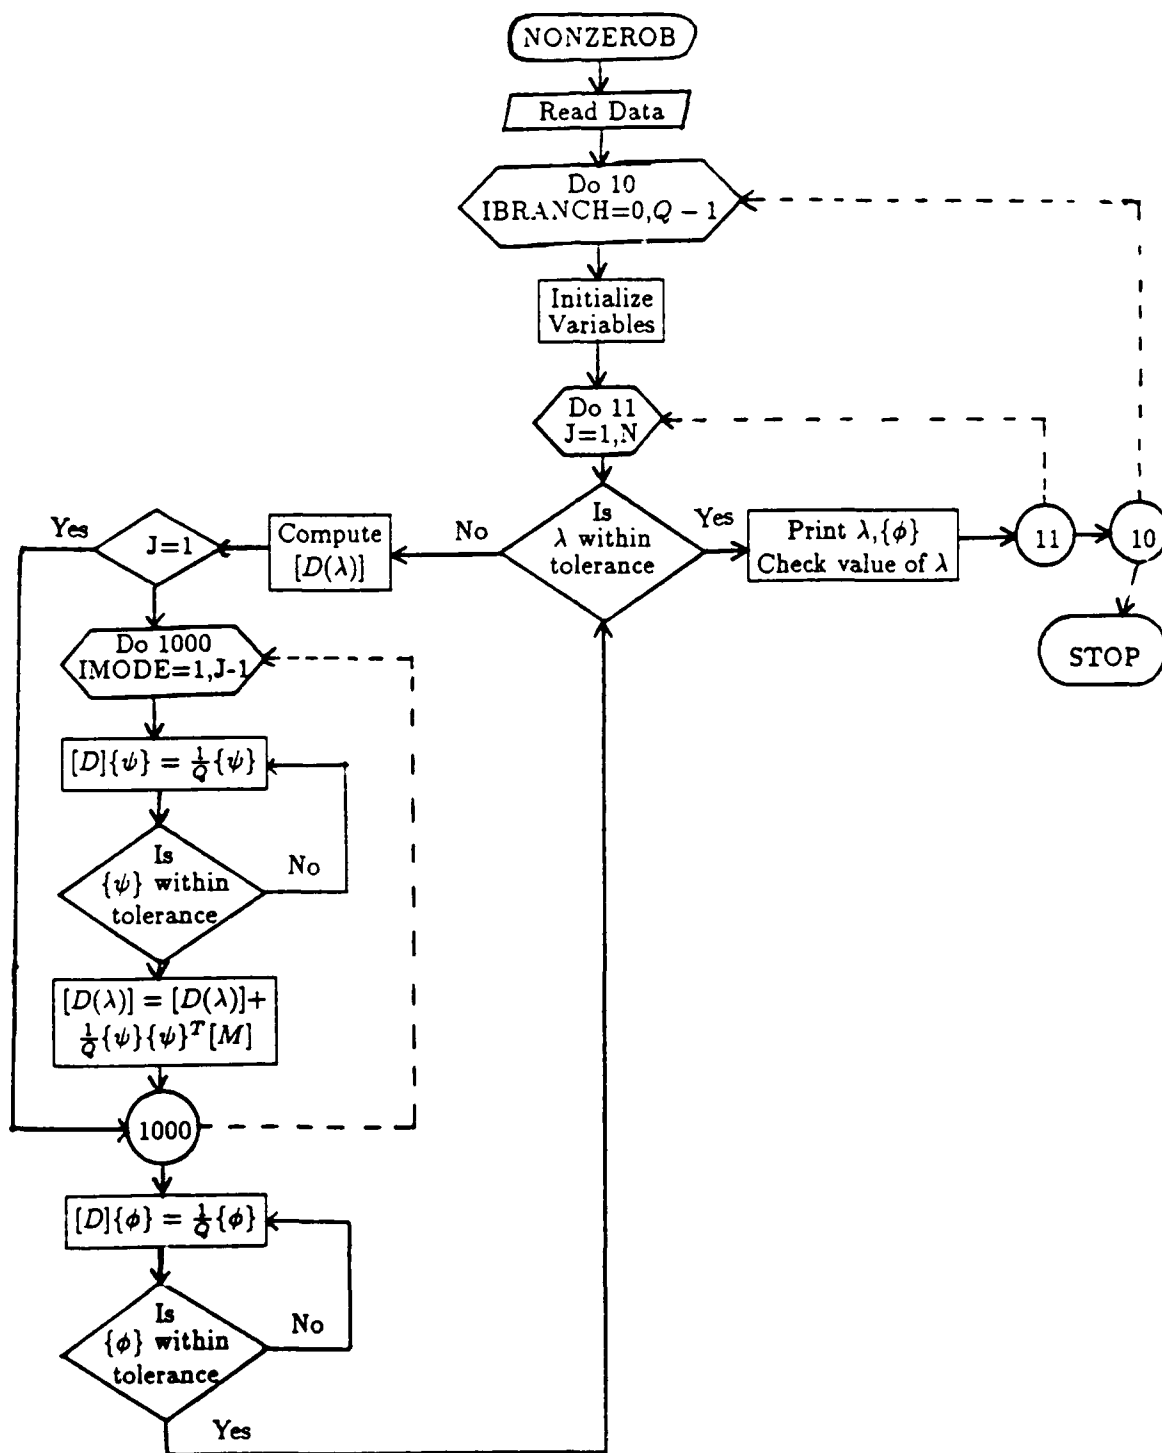 NONZEROB
Read Data
Do 10
IBRANCH=0,Q − 1
Initialize
Variables
Do 11
J=1,N
Is
λ within
tolerance
Yes
Print λ,{ϕ}
Check value of λ
11
10
STOP
No
Compute
[D(λ)]
J=1
Yes
Do 1000
IMODE=1,J-1
[D]{ψ} = 1/Q {ψ}
Is
{ψ} within
tolerance
No
[D(λ)] = [D(λ)]+
1/Q {ψ}{ψ}ᵀ[M]
1000
[D]{ϕ} = 1/Q {ϕ}
Is
{ϕ} within
tolerance
No
Yes